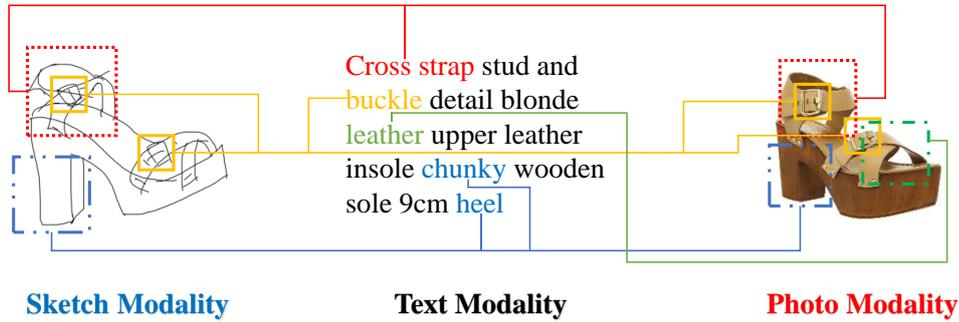 Cross strap stud and
buckle detail blonde
leather upper leather
insole chunky wooden
sole 9cm heel
Sketch Modality
Text Modality
Photo Modality